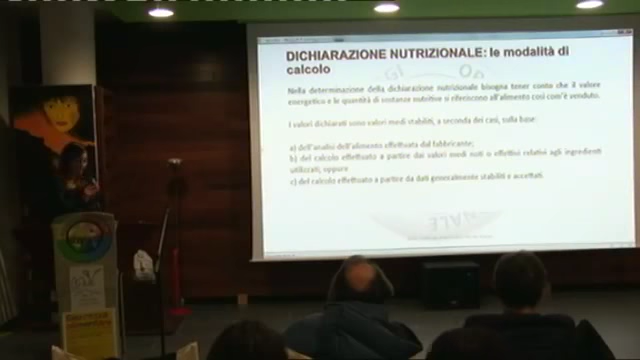 DICHIARAZIONE NUTRIZIONALE: le modalità di
calcolo
Nella determinazione della dichiarazione nutrizionale bisogna tener conto che il valore
energetico e le quantità di sostanze nutritive si riferiscono all'alimento così com'è venduto.
I valori dichiarati sono valori medi stabiliti, a seconda dei casi, sulla base:
a) dell'analisi dell'alimento effettuata dal fabbricante;
b) del calcolo effettuato a partire dai valori medi noti o effettivi relativi agli ingredienti
utilizzati; oppure
c) del calcolo effettuato a partire da dati generalmente stabiliti e accettati.